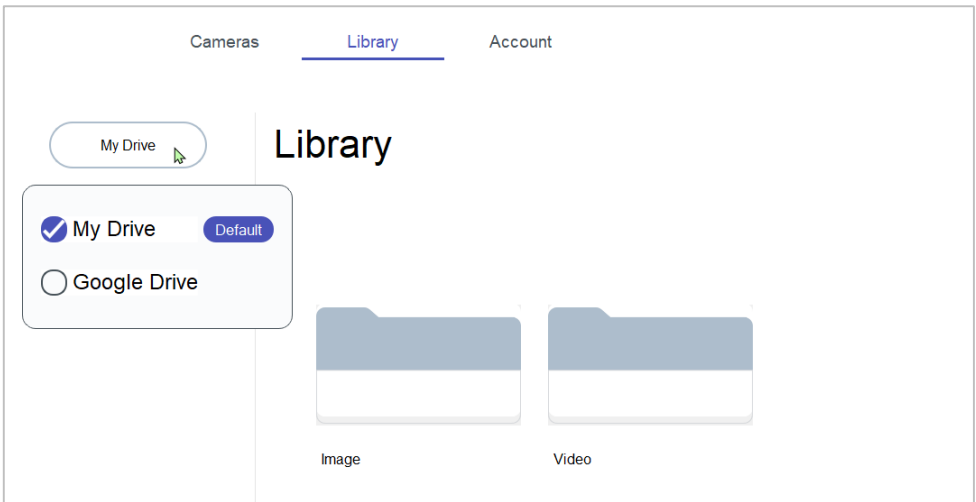 Cameras Library Account
My Drive
Library
My Drive Default
Google Drive
Image Video